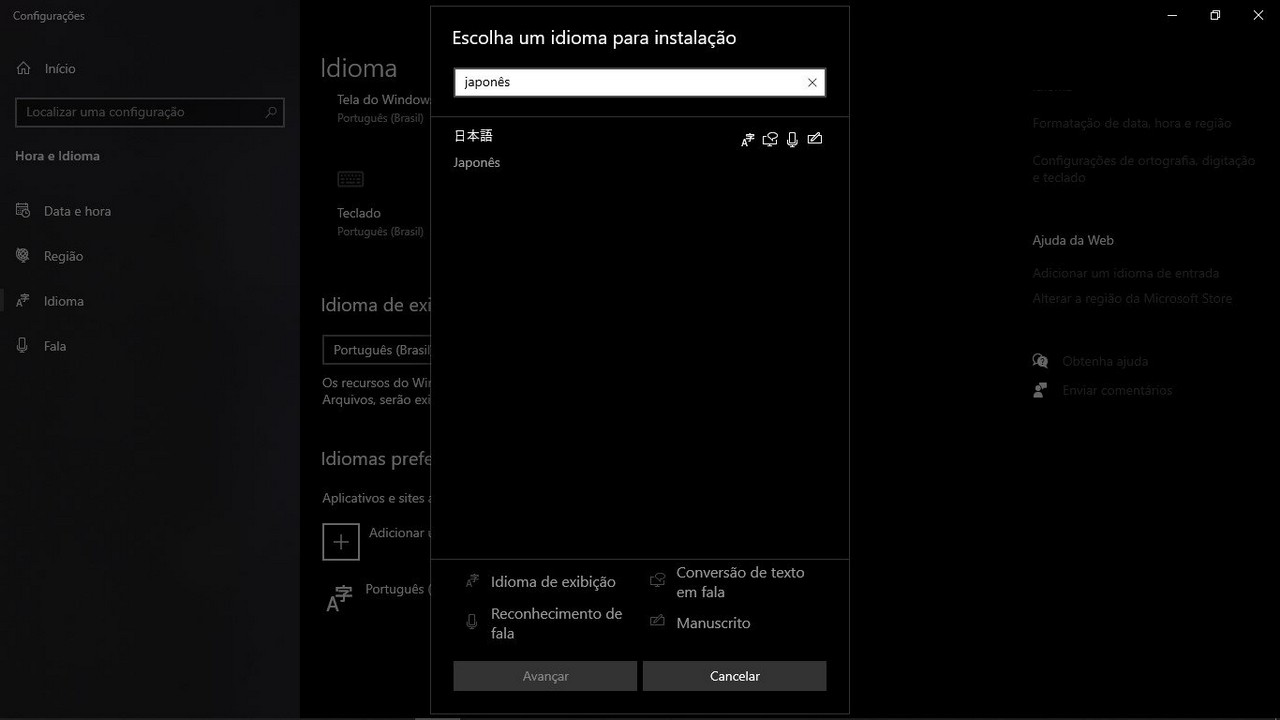 Configurações
Início
Localizar uma configuração
Hora e Idioma
Data e hora
Região
Idioma
Fala
Idioma
Tela do Window
Português (Brasil)
Teclado
Português (Brasil)
Idioma de exi
Português (Brasil
Os recursos do Wi
Arquivos, serão exi
Idiomas prefe
Aplicativos e sites a
Adicionar u
Português (
Escolha um idioma para instalação
japonês
日本語
Japonês
Idioma de exibição
Conversão de texto
em fala
Reconhecimento de
fala
Manuscrito
Avançar
Cancelar
Formatação de data, hora e região
Configurações de ortografia, digitação
e teclado
Ajuda da Web
Adicionar um idioma de entrada
Alterar a região da Microsoft Store
Obtenha ajuda
Enviar comentários